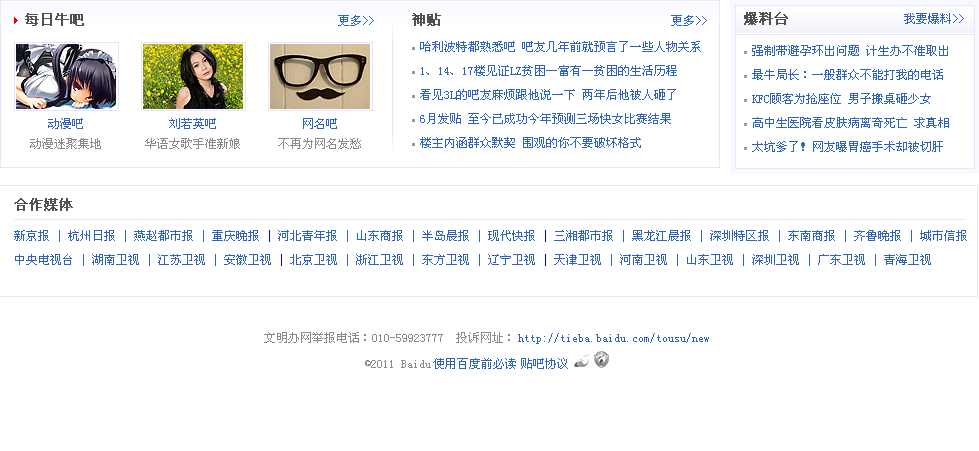 每日牛吧 更多>>
动漫吧 刘若英吧 网名吧
动漫迷聚集地 华语女歌手淮新娘 不再为网名发愁
神贴 更多>>
哈利波特都熟悉吧 吧友几年前就预言了一些人物关系
1、14、17楼见证LZ贫困—富有—贫困的生活历程
看见3L的吧友麻烦跟他说一下 两年后他被人砸了
6月发贴 至今已成功今年预测三场快女比赛结果
楼主内涵群众默契 围观的你不要破坏格式
爆料台 我要爆料>>
强制带避孕环出问题 计生办不准取出
最牛局长：一般群众不能打我的电话
KFC顾客为抢座位 男子搬桌砸少女
高中生医院看皮肤病离奇死亡 求真相
太坑爹了！网友曝胃癌手术却被切肝
合作媒体
新京报 | 杭州日报 | 燕赵都市报 | 重庆晚报 | 河北青年报 | 山东商报 | 半岛晨报 | 现代快报 | 三湘都市报 | 黑龙江晨报 | 深圳特区报 | 东南商报 | 齐鲁晚报 | 城市信报
中央电视台 | 湖南卫视 | 江苏卫视 | 安徽卫视 | 北京卫视 | 浙江卫视 | 东方卫视 | 辽宁卫视 | 天津卫视 | 河南卫视 | 山东卫视 | 深圳卫视 | 广东卫视 | 青海卫视
文明办网举报电话：010-59923777 投诉网址：http://tieba.baidu.com/tousu/new
©2011 Baidu 使用百度前必读 贴吧协议